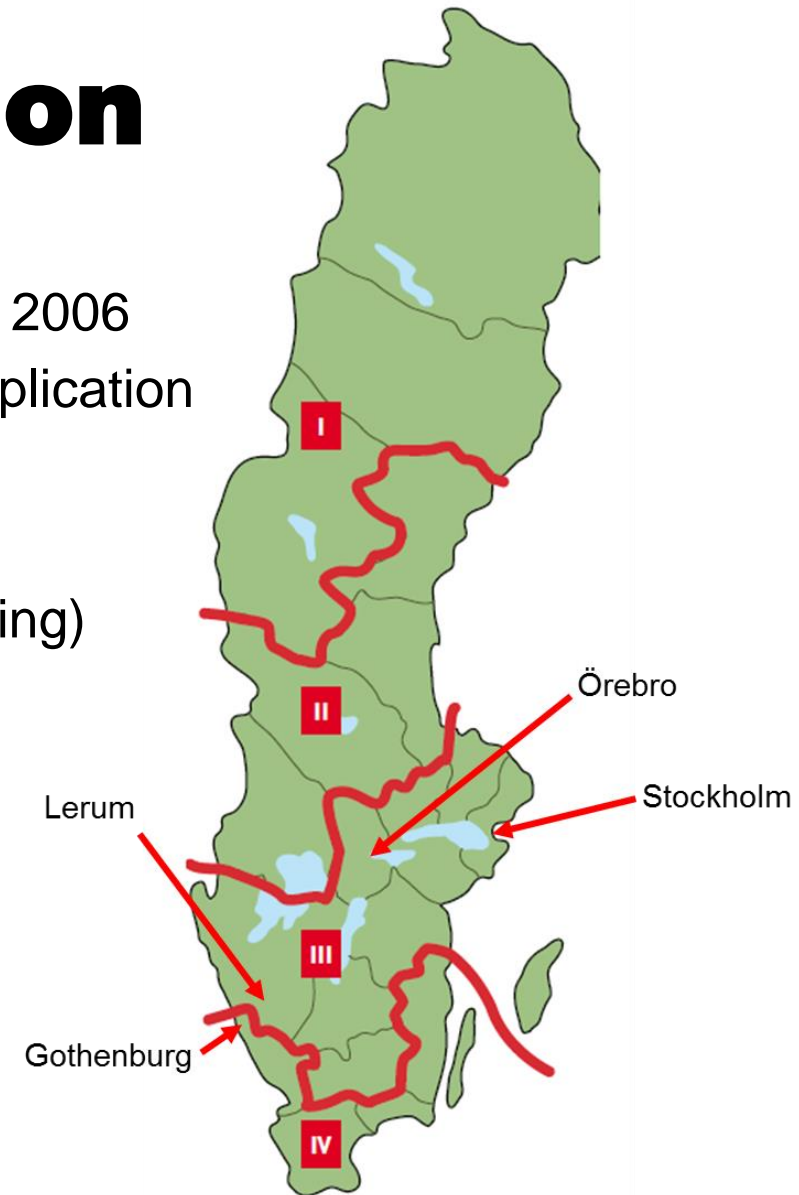 on
2006
plication
I
ing)
II
Örebro
Stockholm
Lerum
III
Gothenburg
IV